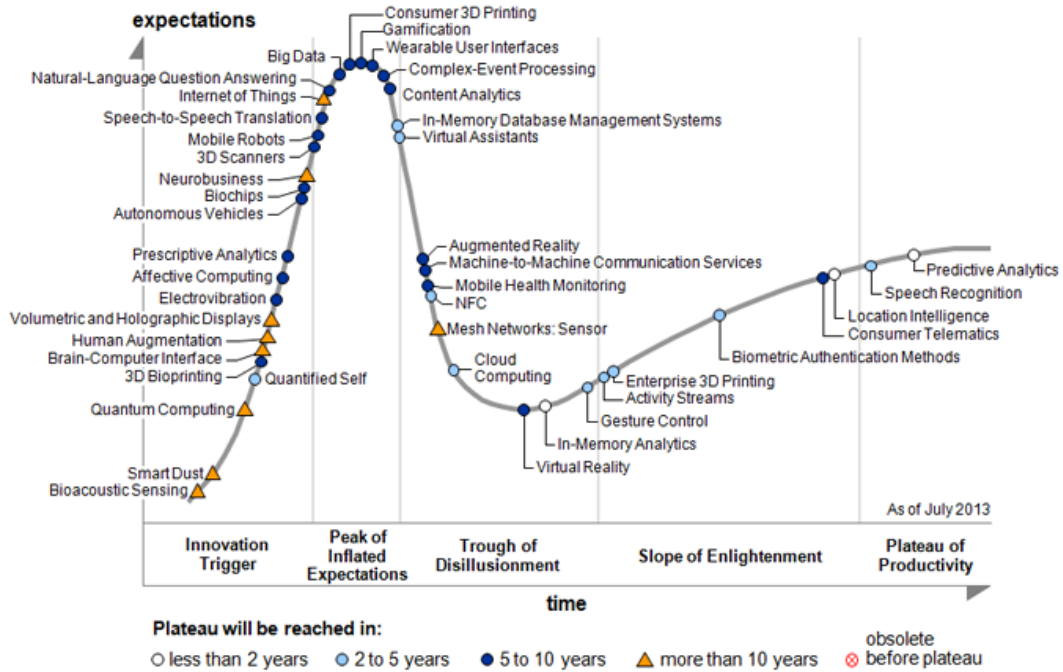 expectations
Consumer 3D Printing
Gamification
Wearable User Interfaces
Big Data
Complex-Event Processing
Natural-Language Question Answering
Internet of Things
Content Analytics
Speech-to-Speech Translation
In-Memory Database Management Systems
Mobile Robots
Virtual Assistants
3D Scanners
Neurobusiness
Biochips
Autonomous Vehicles
Augmented Reality
Prescriptive Analytics
Machine-to-Machine Communication Services
Predictive Analytics
Affective Computing
Mobile Health Monitoring
Speech Recognition
Electrovibration
NFC
Volumetric and Holographic Displays
Location Intelligence
Mesh Networks: Sensor
Consumer Telematics
Human Augmentation
Brain-Computer Interface
Biometric Authentication Methods
Cloud
Computing
3D Bioprinting
Quantified Self
Enterprise 3D Printing
Activity Streams
Quantum Computing
Gesture Control
In-Memory Analytics
Virtual Reality
Smart Dust
Bioacoustic Sensing
As of July 2013
Innovation
Trigger
Peak of
Inflated
Expectations
Trough of
Disillusionment
Slope of Enlightenment
Plateau of
Productivity
time
Plateau will be reached in:
less than 2 years
2 to 5 years
5 to 10 years
more than 10 years
obsolete
before plateau